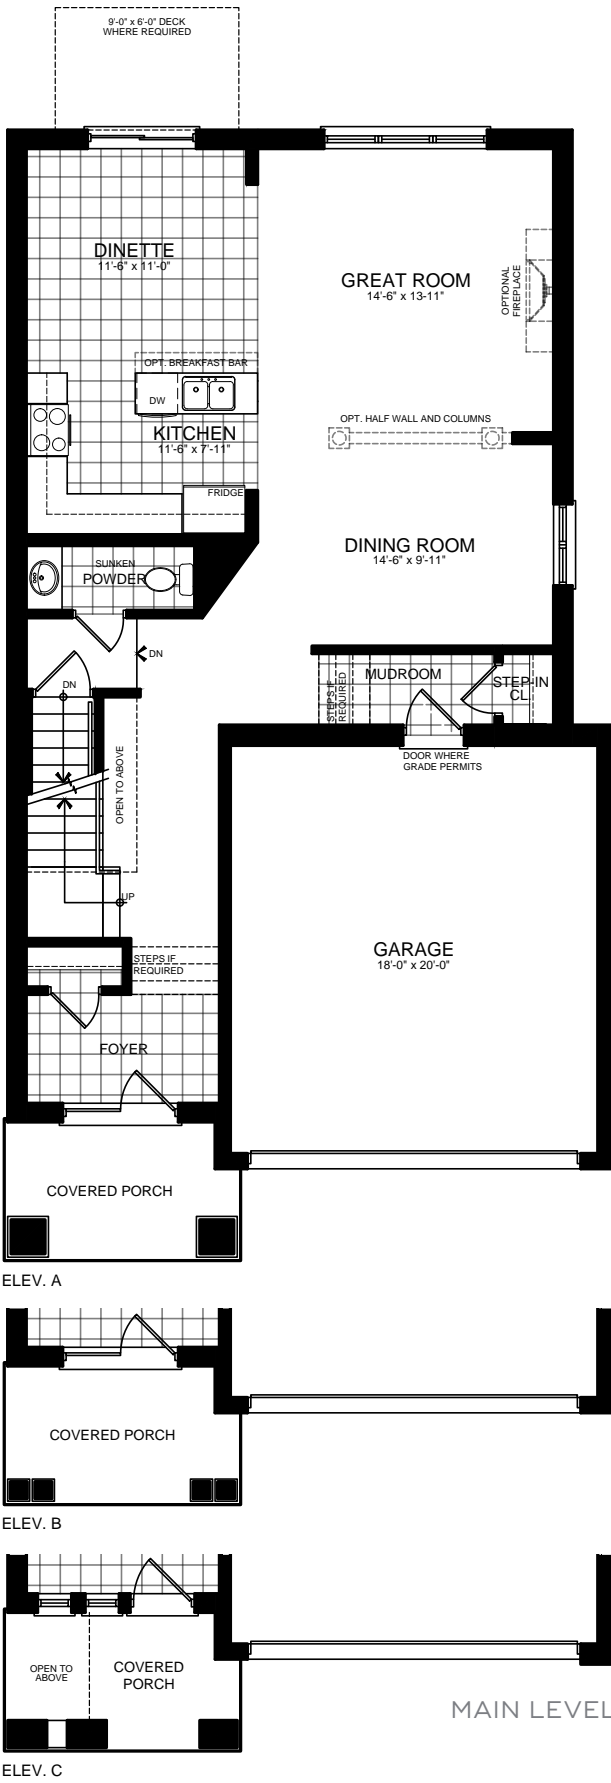 9'-0" x 6'-0" DECK
WHERE REQUIRED
DINETTE
11'-6" x 11'-0"
GREAT ROOM
14'-6" x 13'-11"
OPTIONAL
FIREPLACE
OPT. BREAKFAST BAR
DW
KITCHEN
11'-6" x 7'-11"
OPT. HALF WALL AND COLUMNS
FRIDGE
DINING ROOM
14'-6" x 9'-11"
SUNKEN
POWDER
DN
DN
MUDROOM
STEPS IF
REQUIRED
STEP-IN
CL.
DOOR WHERE
GRADE PERMITS
OPEN TO ABOVE
UP
GARAGE
18'-0" x 20'-0"
STEPS IF
REQUIRED
FOYER
COVERED PORCH
ELEV. A
COVERED PORCH
ELEV. B
OPEN TO
ABOVE
COVERED
PORCH
MAIN LEVEL
ELEV. C